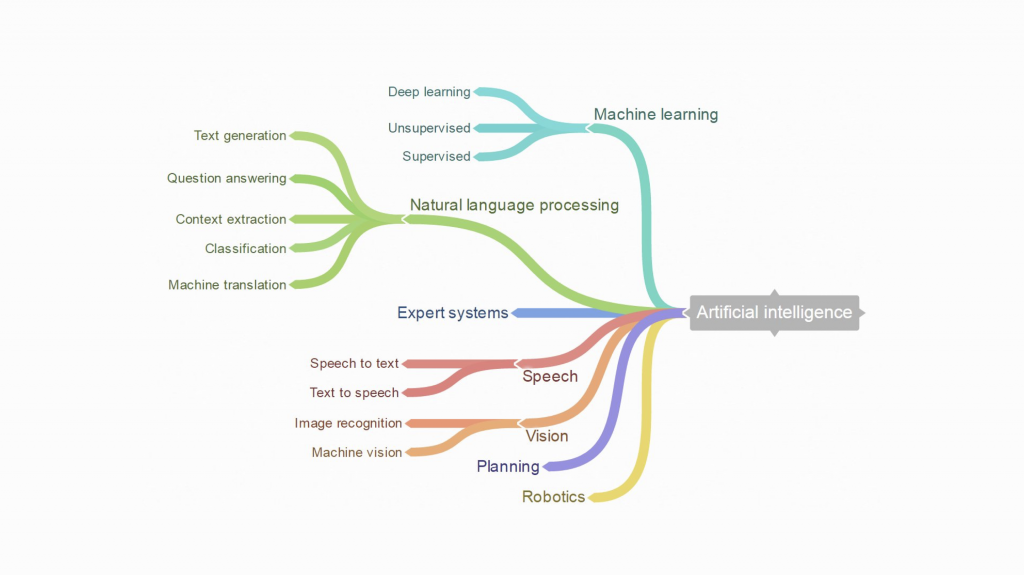 Deep learning
Machine learning
Unsupervised
Supervised
Text generation
Question answering
Natural language processing
Context extraction
Classification
Machine translation
Expert systems
Artificial intelligence
Speech to text
Speech
Text to speech
Image recognition
Vision
Machine vision
Planning
Robotics